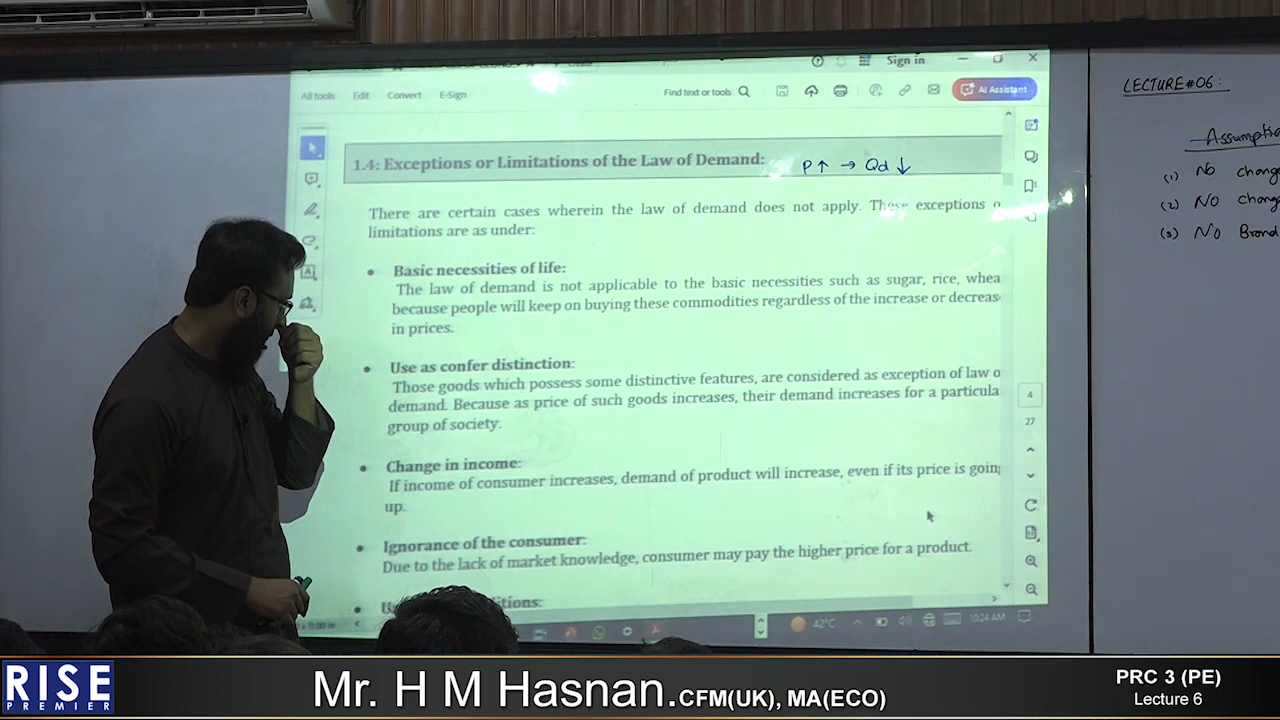 Sign in
All tools Edit Convert E-Sign Find text or tools AI Assistant
1.4: Exceptions or Limitations of the Law of Demand: P↑ → Qd ↓
There are certain cases wherein the law of demand does not apply. These exceptions o
limitations are as under:
• Basic necessities of life:
The law of demand is not applicable to the basic necessities such as sugar, rice, whea
because people will keep on buying these commodities regardless of the increase or decreas
in prices.
• Use as confer distinction:
Those goods which possess some distinctive features, are considered as exception of law o
demand. Because as price of such goods increases, their demand increases for a particula
group of society.
• Change in income:
If income of consumer increases, demand of product will increase, even if its price is going
up.
• Ignorance of the consumer:
Due to the lack of market knowledge, consumer may pay the higher price for a product.
4
27
42°C 10:24 AM
LECTURE#06:
Assumptio
(1) No change
(2) No chang
(3) No Brand
RISE
PREMIER
Mr. H M Hasnan.CFM(UK), MA(ECO)
PRC 3 (PE)
Lecture 6